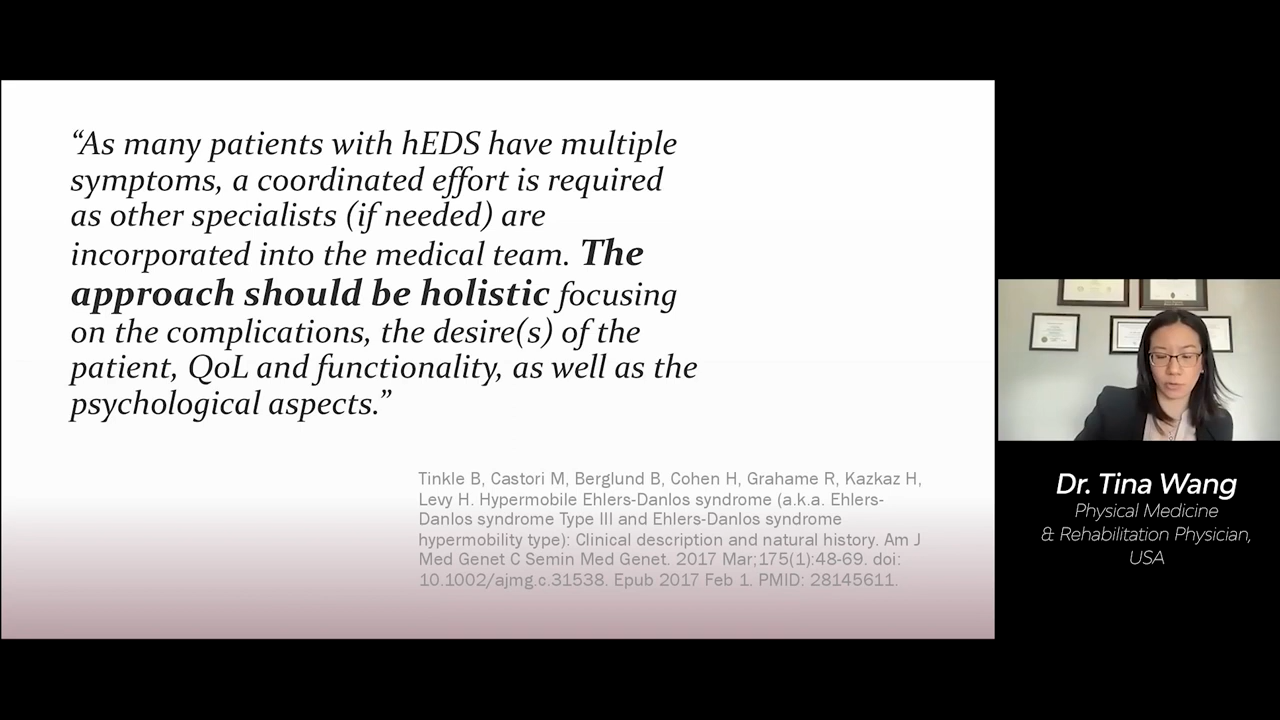 “As many patients with hEDS have multiple
symptoms, a coordinated effort is required
as other specialists (if needed) are
incorporated into the medical team. The
approach should be holistic focusing
on the complications, the desire(s) of the
patient, QoL and functionality, as well as the
psychological aspects.”
Tinkle B, Castori M, Berglund B, Cohen H, Grahame R, Kazkaz H,
Levy H. Hypermobile Ehlers-Danlos syndrome (a.k.a. Ehlers-
Danlos syndrome Type III and Ehlers-Danlos syndrome
hypermobility type): Clinical description and natural history. Am J
Med Genet C Semin Med Genet. 2017 Mar;175(1):48-69. doi:
10.1002/ajmg.c.31538. Epub 2017 Feb 1. PMID: 28145611.
Dr. Tina Wang
Physical Medicine
& Rehabilitation Physician,
USA